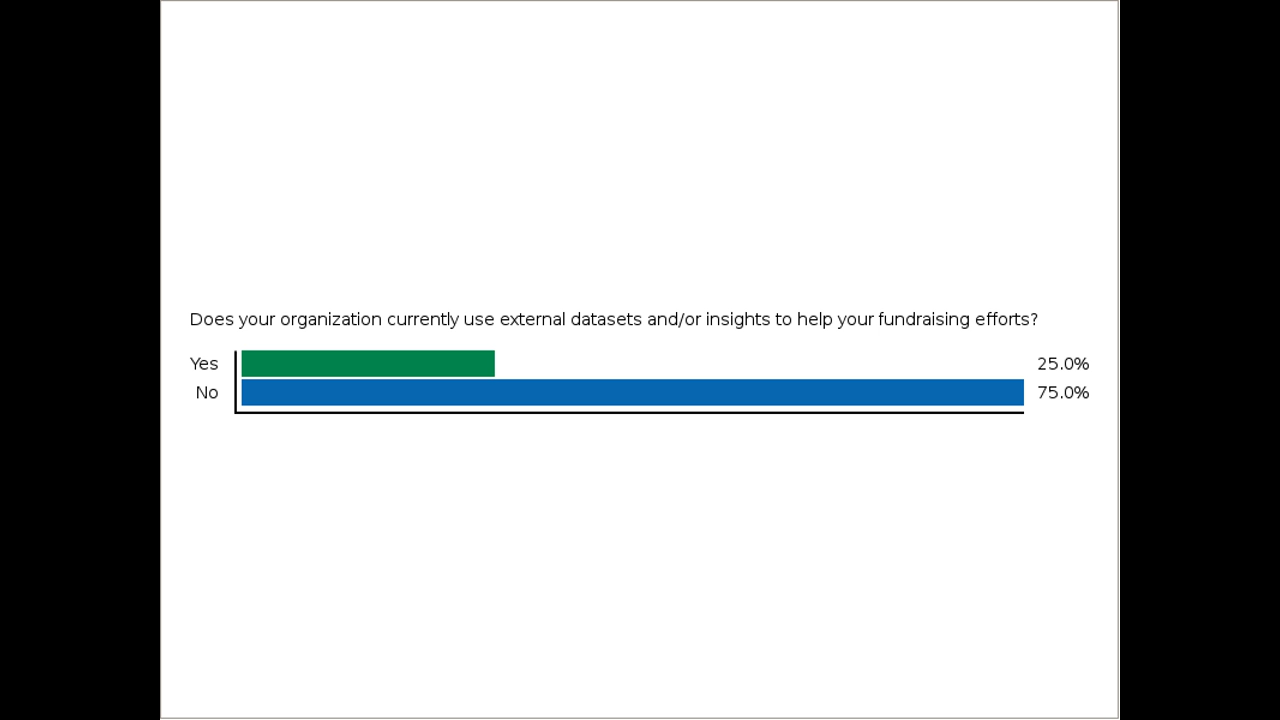 Does your organization currently use external datasets and/or insights to help your fundraising efforts?
Yes 25.0%
No 75.0%